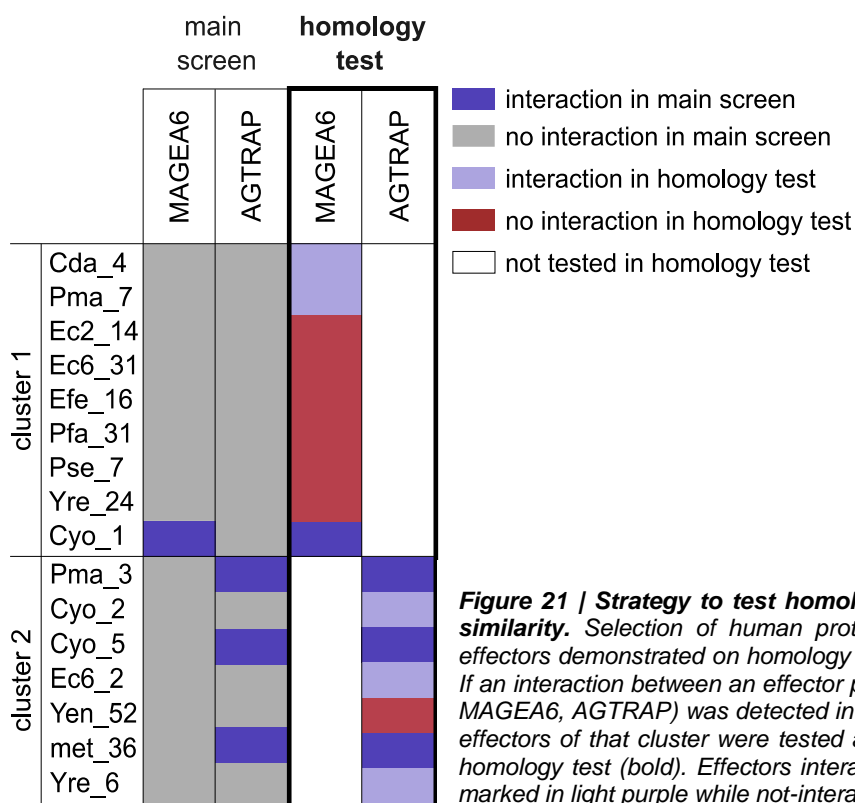 main
screen
homology
test
MAGEA6
AGTRAP
MAGEA6
AGTRAP
interaction in main screen
no interaction in main screen
interaction in homology test
no interaction in homology test
not tested in homology test
cluster 1
Cda_4
Pma_7
Ec2_14
Ec6_31
Efe_16
Pfa_31
Pse_7
Yre_24
Cyo_1
cluster 2
Pma_3
Cyo_2
Cyo_5
Ec6_2
Yen_52
met_36
Yre_6
Figure 21 | Strategy to test homol
similarity. Selection of human prot
effectors demonstrated on homology
If an interaction between an effector p
MAGEA6, AGTRAP) was detected in
effectors of that cluster were tested a
homology test (bold). Effectors intera
marked in light purple while not-intera